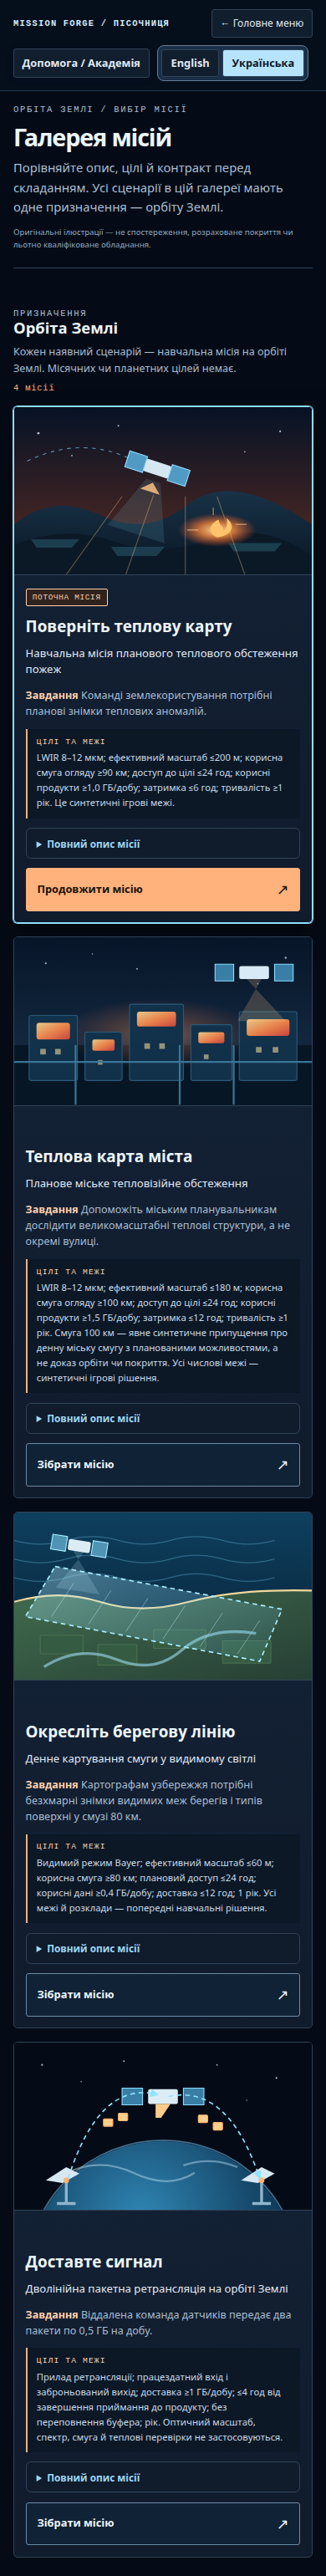 MISSION FORGE / ПІСОЧНИЦЯ
← Головне меню
Допомога / Академія
English
Українська
ОРБІТА ЗЕМЛІ / ВИБІР МІСІЇ
Галерея місій
Порівняйте опис, цілі й контракт перед
складанням. Усі сценарії в цій галереї мають
одне призначення — орбіту Землі.
Оригінальні ілюстрації — не спостереження, розраховане покриття чи
льотно кваліфіковане обладнання.
ПРИЗНАЧЕННЯ
Орбіта Землі
Кожен наявний сценарій — навчальна місія на орбіті
Землі. Місячних чи планетних цілей немає.
4 місії
ПОТОЧНА МІСІЯ
Поверніть теплову карту
Навчальна місія планового теплового обстеження
пожеж
Завдання Команді землекористування потрібні
планові знімки теплових аномалій.
ЦІЛІ ТА МЕЖІ
LWIR 8–12 мкм; ефективний масштаб ≤200 м; корисна
смуга огляду ≥90 км; доступ до цілі ≤24 год; корисні
продукти ≥1,0 ГБ/добу; затримка ≤6 год; тривалість ≥1
рік. Це синтетичні ігрові межі.
▶ Повний опис місії
Продовжити місію ↗
Теплова карта міста
Планове міське тепловізійне обстеження
Завдання Допоможіть міським планувальникам
дослідити великомасштабні теплові структури, а не
окремі вулиці.
ЦІЛІ ТА МЕЖІ
LWIR 8–12 мкм; ефективний масштаб ≤180 м; корисна
смуга огляду ≥100 км; доступ до цілі ≤24 год; корисні
продукти ≥1,5 ГБ/добу; затримка ≤12 год; тривалість ≥1
рік. Смуга 100 км — явне синтетичне припущення про
денну міську смугу з планованими можливостями, а
не доказ орбіти чи покриття. Усі числові межі —
синтетичні ігрові рішення.
▶ Повний опис місії
Зібрати місію ↗
Окресліть берегову лінію
Денне картування смуги у видимому світлі
Завдання Картографам узбережжя потрібні
безхмарні знімки видимих меж берегів і типів
поверхні у смузі 80 км.
ЦІЛІ ТА МЕЖІ
Видимий режим Bayer; ефективний масштаб ≤60 м;
корисна смуга ≥80 км; плановий доступ ≤24 год;
корисні дані ≥0,4 ГБ/добу; доставка ≤12 год; 1 рік. Усі
межі й розклади — попередні навчальні рішення.
▶ Повний опис місії
Зібрати місію ↗
Доставте сигнал
Дволінійна пакетна ретрансляція на орбіті Землі
Завдання Віддалена команда датчиків передає два
пакети по 0,5 ГБ на добу.
ЦІЛІ ТА МЕЖІ
Прилад ретрансляції; працездатний вхід і
заброньований вихід; доставка ≥1 ГБ/добу; ≤4 год від
завершення приймання до продукту; без
переповнення буфера; рік. Оптичний масштаб,
спектр, смуга й теплові перевірки не застосовуються.
▶ Повний опис місії
Зібрати місію ↗